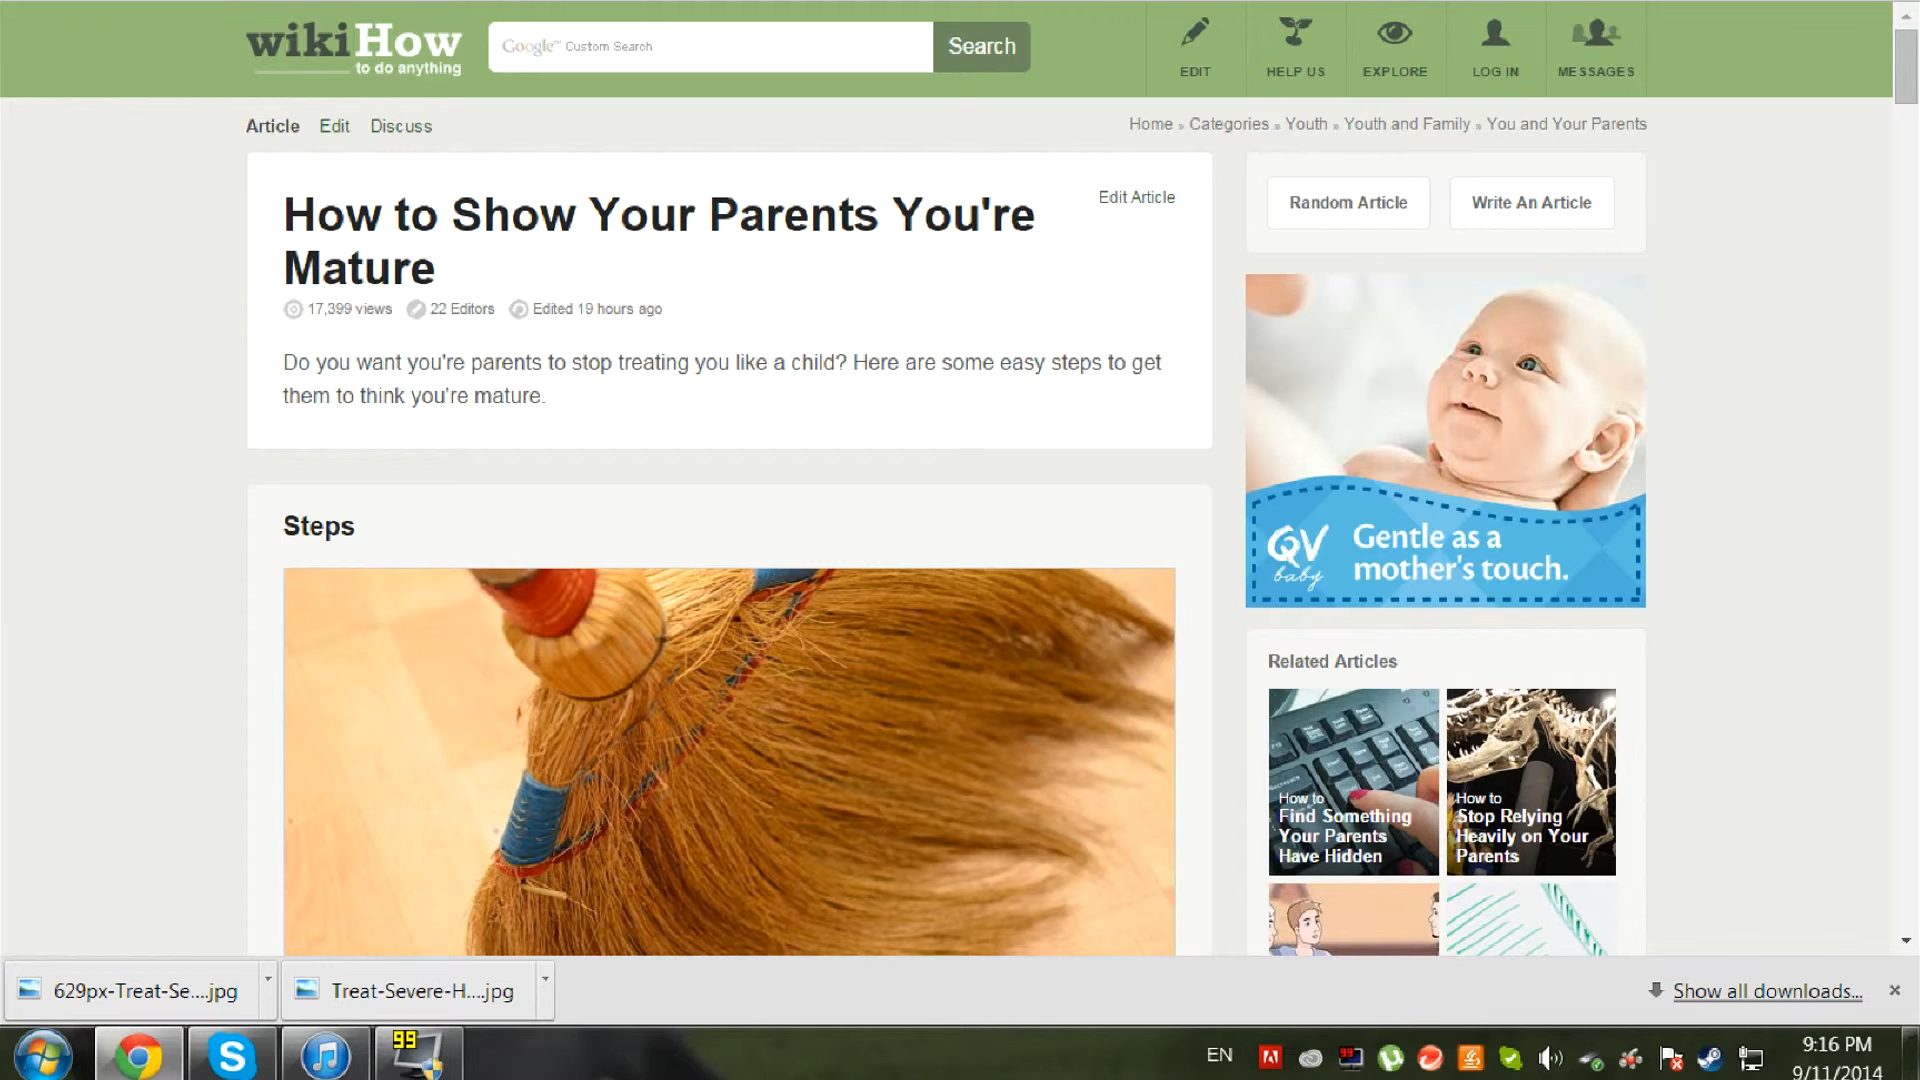 wikiHow
to do anything
Google™ Custom Search
Search
EDIT
HELP US
EXPLORE
LOG IN
MESSAGES
Article Edit Discuss
Home » Categories » Youth » Youth and Family » You and Your Parents
How to Show Your Parents You're
Mature
Edit Article
17,399 views 22 Editors Edited 19 hours ago
Do you want you're parents to stop treating you like a child? Here are some easy steps to get
them to think you're mature.
Steps
Random Article
Write An Article
QV
baby
Gentle as a
mother's touch.
Related Articles
How to
Find Something
Your Parents
Have Hidden
How to
Stop Relying
Heavily on Your
Parents
629px-Treat-Se....jpg
Treat-Severe-H....jpg
Show all downloads...
99
EN
99
9:16 PM
9/11/2014